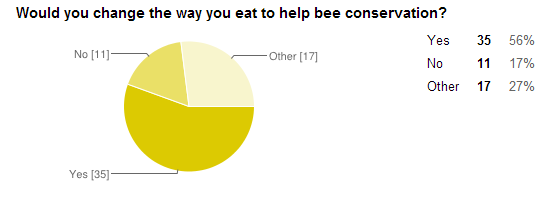 Would you change the way you eat to help bee conservation?
Yes 35 56%
No [11]
Other [17]
No 11 17%
Other 17 27%
Yes [35]